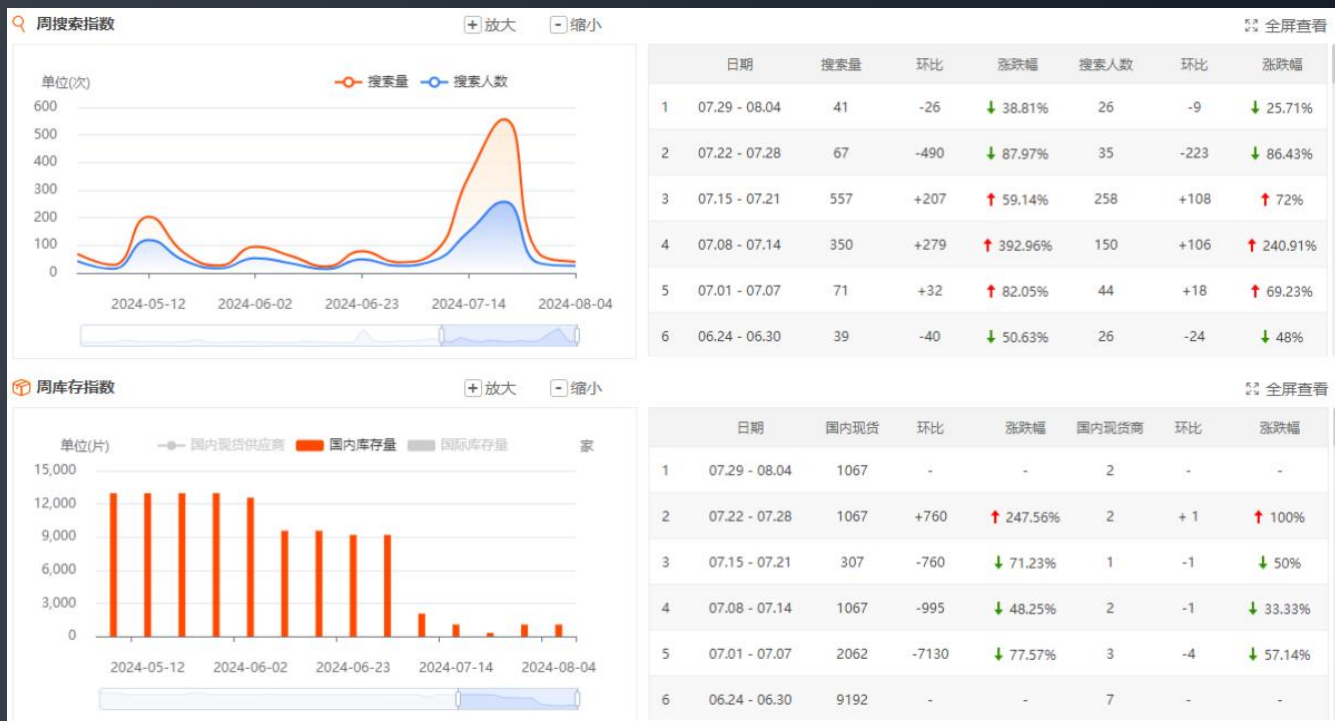 周搜索指数
+放大 -缩小
全屏查看
单位(次)
搜索量 搜索人数
600
500
400
300
200
100
0
2024-05-12 2024-06-02 2024-06-23 2024-07-14 2024-08-04
日期 搜索量 环比 涨跌幅 搜索人数 环比 涨跌幅
1 07.29 - 08.04 41 -26 ↓ 38.81% 26 -9 ↓ 25.71%
2 07.22 - 07.28 67 -490 ↓ 87.97% 35 -223 ↓ 86.43%
3 07.15 - 07.21 557 +207 ↑ 59.14% 258 +108 ↑ 72%
4 07.08 - 07.14 350 +279 ↑ 392.96% 150 +106 ↑ 240.91%
5 07.01 - 07.07 71 +32 ↑ 82.05% 44 +18 ↑ 69.23%
6 06.24 - 06.30 39 -40 ↓ 50.63% 26 -24 ↓ 48%
周库存指数
+放大 -缩小
全屏查看
单位(片) 国内现货供应商 国内库存量 国际库存量 家
15,000
12,000
9,000
6,000
3,000
0
2024-05-12 2024-06-02 2024-06-23 2024-07-14 2024-08-04
日期 国内现货 环比 涨跌幅 国内现货商 环比 涨跌幅
1 07.29 - 08.04 1067 - - 2 - -
2 07.22 - 07.28 1067 +760 ↑ 247.56% 2 + 1 ↑ 100%
3 07.15 - 07.21 307 -760 ↓ 71.23% 1 -1 ↓ 50%
4 07.08 - 07.14 1067 -995 ↓ 48.25% 2 -1 ↓ 33.33%
5 07.01 - 07.07 2062 -7130 ↓ 77.57% 3 -4 ↓ 57.14%
6 06.24 - 06.30 9192 - - 7 - -